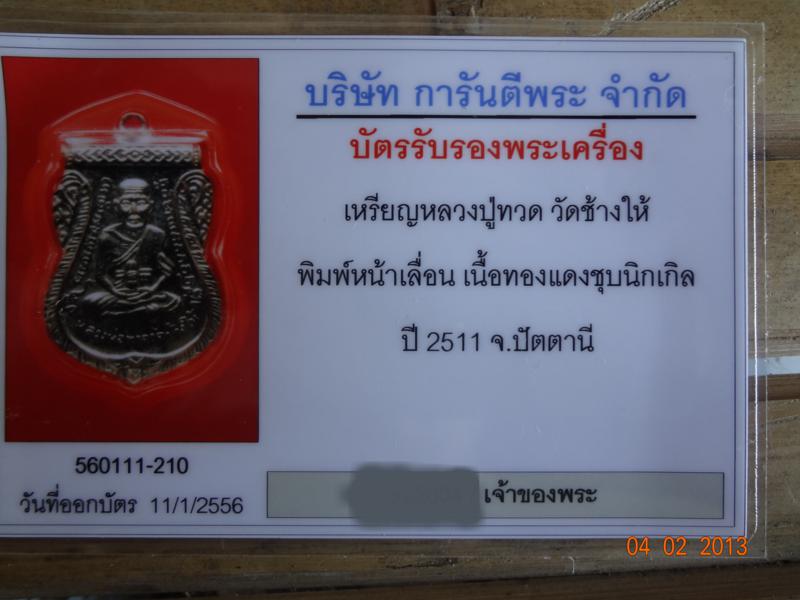 บริษัท การันตีพระ จำกัด
บัตรรับรองพระเครื่อง
เหรียญหลวงปู่ทวด วัดช้างให้
พิมพ์หน้าเลื่อน เนื้อทองแดงชุบนิกเกิล
ปี 2511 จ.ปัตตานี
560111-210
วันที่ออกบัตร 11/1/2556
เจ้าของพระ
04 02 2013